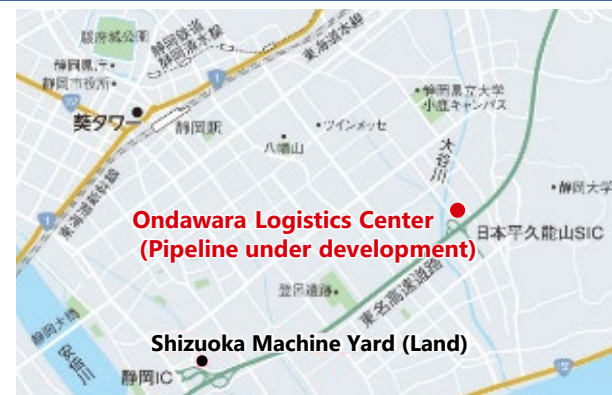 駿府城公園
静岡鉄道
静岡清水線
東海道本線
静岡県庁
静岡市役所
1
葵タワー
静岡駅
ツインメッセ
八幡山
静岡県立大学
小鹿キャンパス
大谷川
静岡大学
1
東海道新幹線
Ondawara Logistics Center
(Pipeline under development)
日本平久能山SIC
登呂遺跡
東名高速道路
静岡大橋
安倍川
Shizuoka Machine Yard (Land)
静岡IC
150